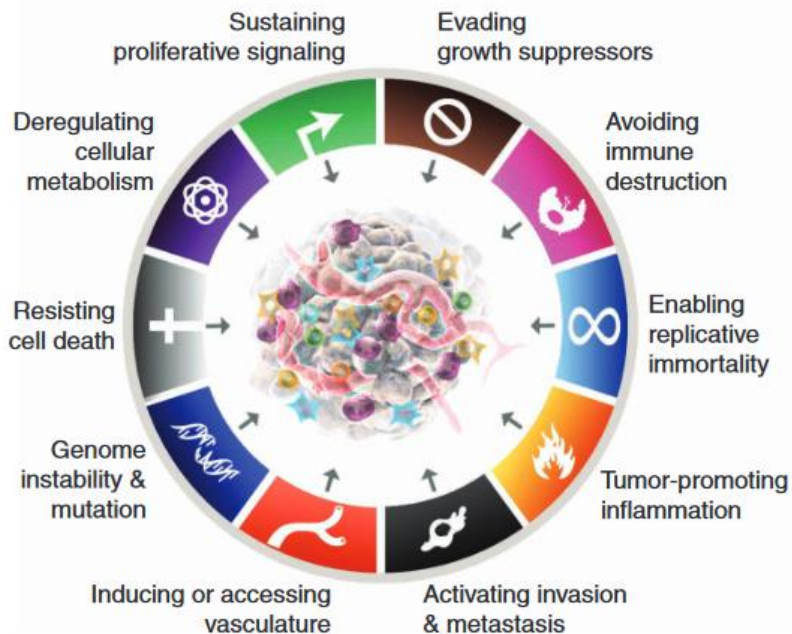 Sustaining
proliferative signaling
Evading
growth suppressors
Deregulating
cellular
metabolism
Avoiding
immune
destruction
Resisting
cell death
Enabling
replicative
immortality
Genome
instability &
mutation
Tumor-promoting
inflammation
Inducing or accessing
vasculature
Activating invasion
& metastasis